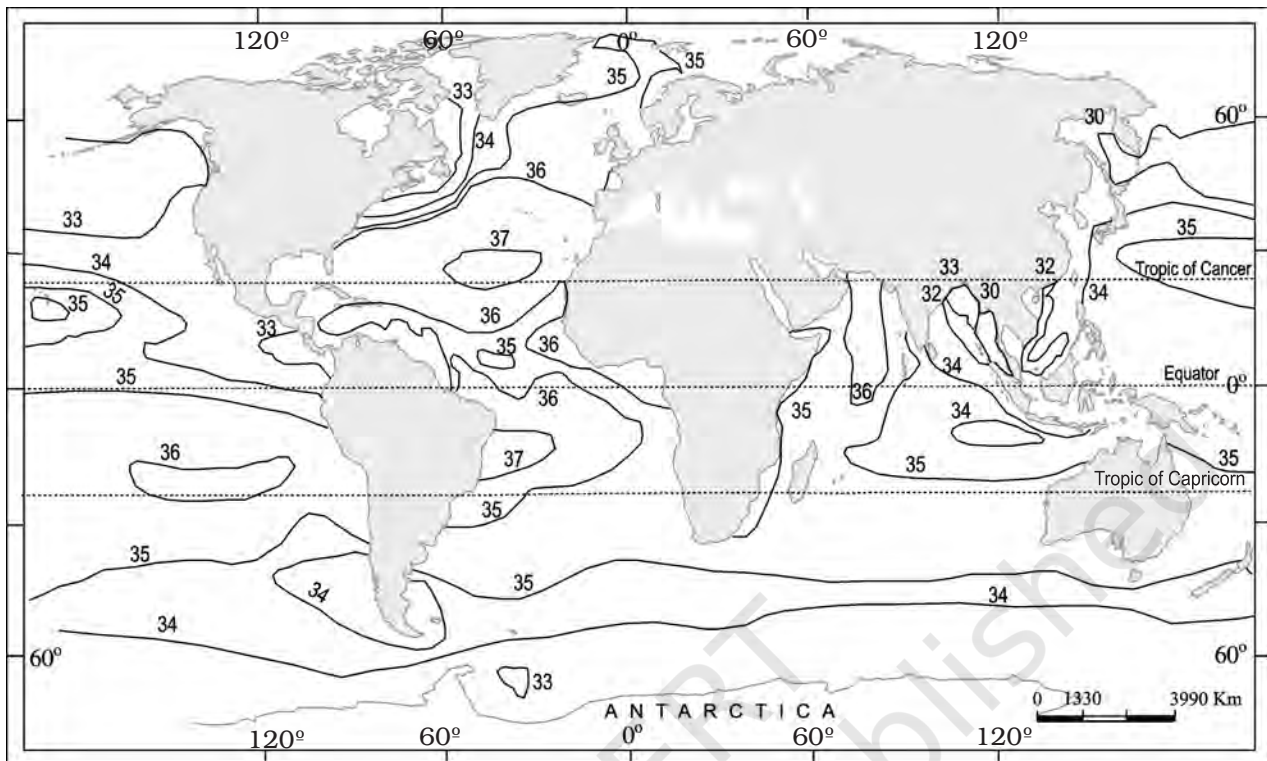 120º 60º 0º 60º 120º
35
33 35
30 60º
34
36
33 35
37
34 33 32 Tropic of Cancer
35 32 30 34
35 36
33 35 36 34
35 Equator 0º
36 36 35 34
36 37 35 35
Tropic of Capricorn
35
35 35 34
34
34
60º 60º
33
0 1330 3990 Km
ANTARCTICA
120º 60º 0º 60º 120º
NCERT
published